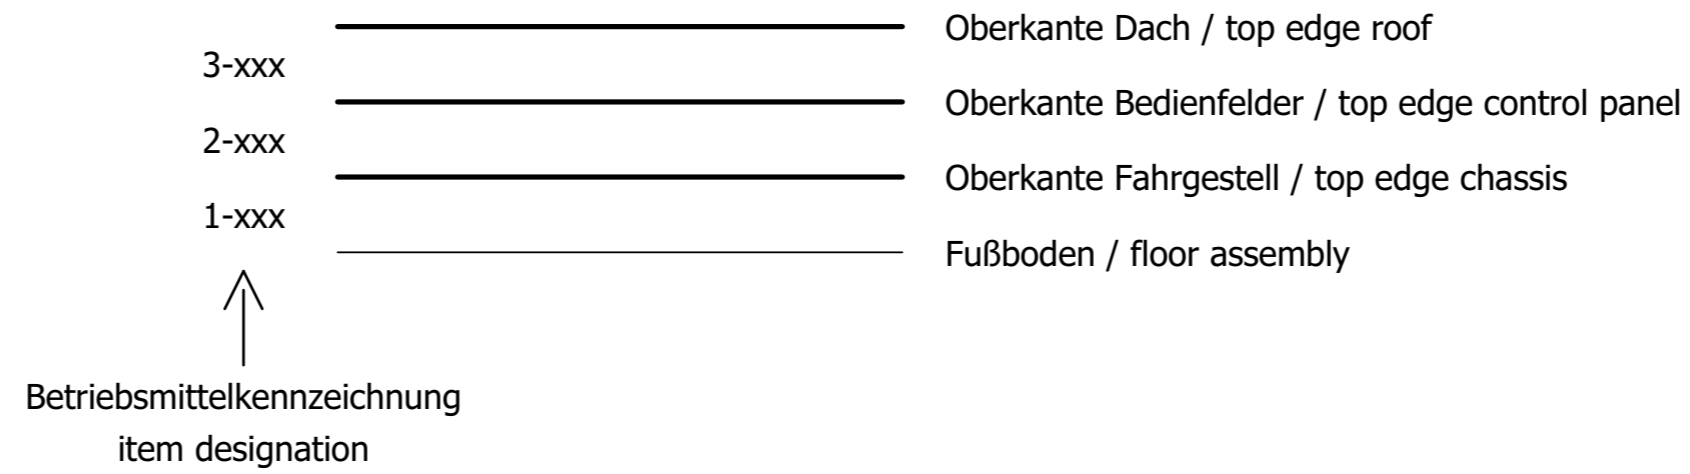 Oberkante Dach / top edge roof
3-xxx
Oberkante Bedienfelder / top edge control panel
2-xxx
Oberkante Fahrgestell / top edge chassis
1-xxx
Fußboden / floor assembly
Betriebsmittelkennzeichnung
item designation